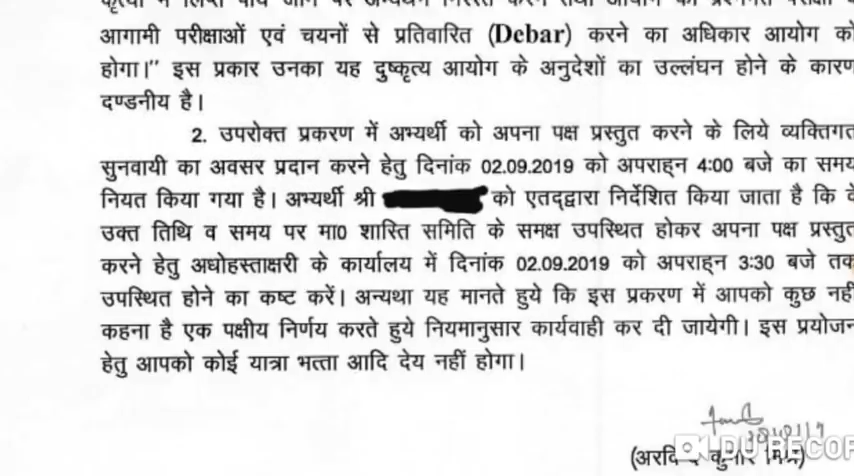 आगामी परीक्षाओं एवं चयनों से प्रतिवारित (Debar) करने का अधिकार आयोग को
होगा।" इस प्रकार उनका यह दुष्कृत्य आयोग के अनुदेशों का उल्लंघन होने के कारण
दण्डनीय है।
2. उपरोक्त प्रकरण में अभ्यर्थी को अपना पक्ष प्रस्तुत करने के लिये व्यक्तिगत
सुनवायी का अवसर प्रदान करने हेतु दिनांक 02.09.2019 को अपराह्न 4:00 बजे का समय
नियत किया गया है। अभ्यर्थी श्री को एतद्द्वारा निर्देशित किया जाता है कि वे
उक्त तिथि व समय पर मा0 शास्ति समिति के समक्ष उपस्थित होकर अपना पक्ष प्रस्तुत
करने हेतु अधोहस्ताक्षरी के कार्यालय में दिनांक 02.09.2019 को अपराह्न 3:30 बजे तक
उपस्थित होने का कष्ट करें। अन्यथा यह मानते हुये कि इस प्रकरण में आपको कुछ नहीं
कहना है एक पक्षीय निर्णय करते हुये नियमानुसार कार्यवाही कर दी जायेगी। इस प्रयोजन
हेतु आपको कोई यात्रा भत्ता आदि देय नहीं होगा।
DU RECOR